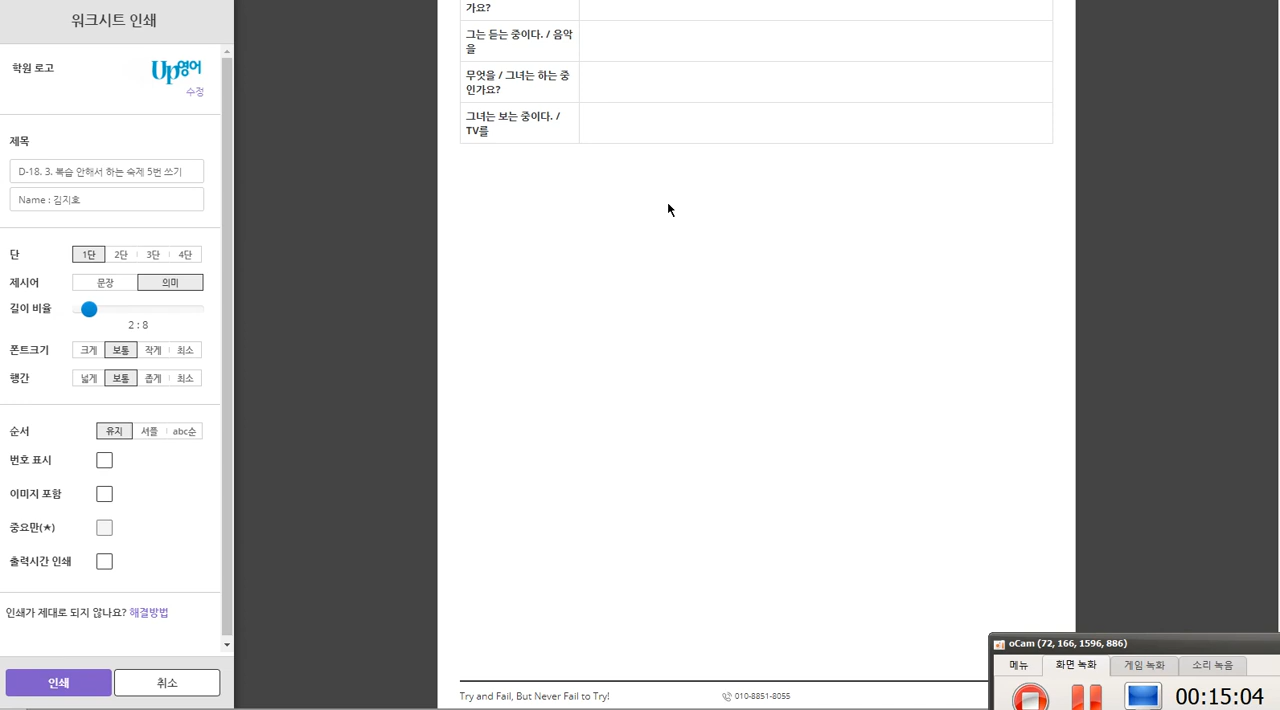 워크시트 인쇄
학원 로고
Up영어
수정
제목
D-18. 3. 복습 안해서 하는 숙제 5번 쓰기
Name : 김지호
단 1단 2단 3단 4단
제시어 문장 의미
길이 비율
2 : 8
폰트크기 크게 보통 작게 최소
행간 넓게 보통 좁게 최소
순서 유지 셔플 abc순
번호 표시
이미지 포함
중요만(★)
출력시간 인쇄
인쇄가 제대로 되지 않나요? 해결방법
인쇄 취소
가요?
그는 듣는 중이다. / 음악
을
무엇을 / 그녀는 하는 중
인가요?
그녀는 보는 중이다. /
TV를
Try and Fail, But Never Fail to Try!
010-8851-8055
oCam (72, 166, 1596, 886)
메뉴 화면 녹화 게임 녹화 소리 녹음
00:15:04